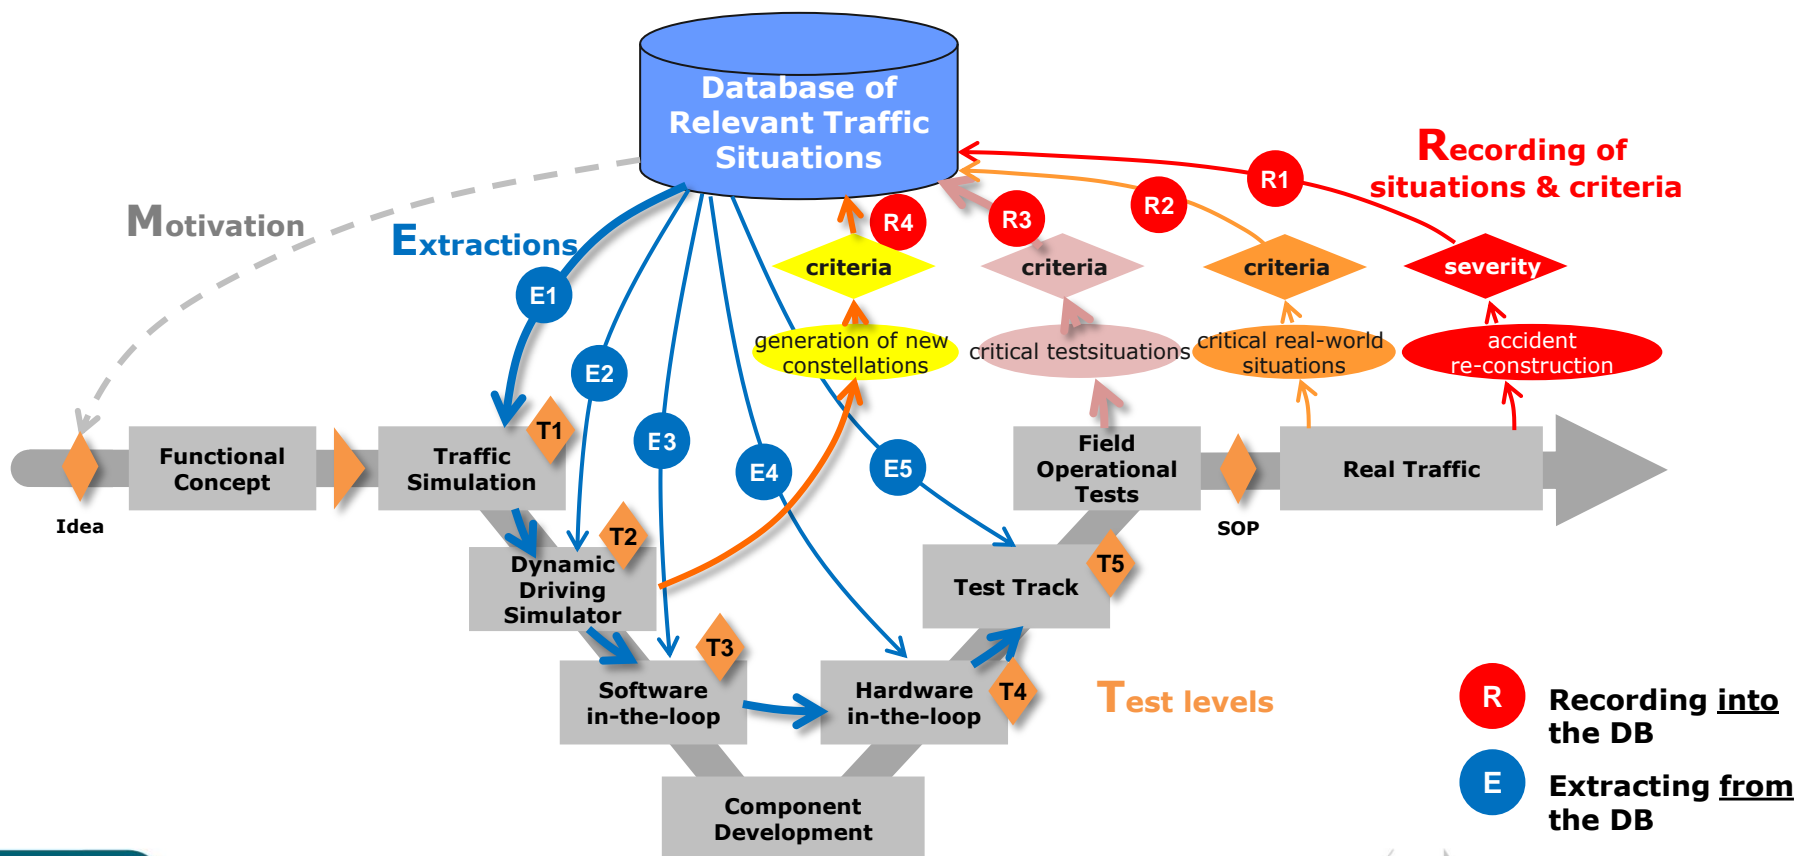 Database of
Relevant Traffic
Situations
Recording of
situations & criteria
Motivation
Extractions
R1
R2
R3
R4
criteria
criteria
criteria
severity
E1
generation of new
constellations
critical testsituations
critical real-world
situations
accident
re-construction
E2
E3
E4
E5
T1
Functional
Concept
Traffic
Simulation
Field
Operational
Tests
Real Traffic
Idea
SOP
T2
Dynamic
Driving
Simulator
Test Track
T5
T3
Software
in-the-loop
Hardware
in-the-loop
T4
Test levels
R
Recording into
the DB
E
Extracting from
the DB
Component
Development